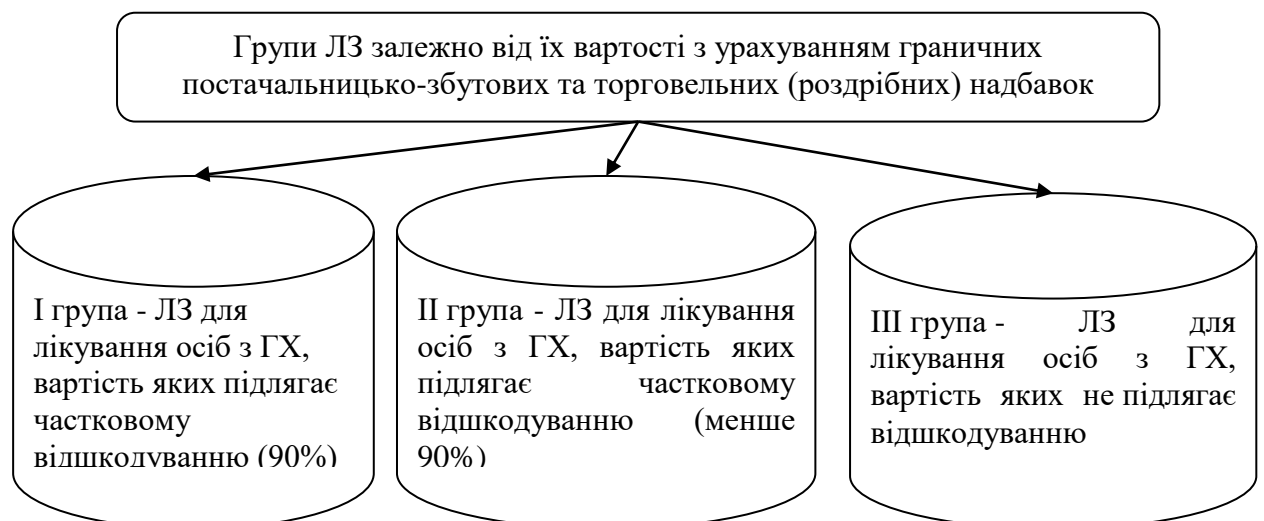 Групи ЛЗ залежно від їх вартості з урахуванням граничних
постачальницько-збутових та торговельних (роздрібних) надбавок
І група - ЛЗ для
лікування осіб з ГХ,
вартість яких підлягає
частковому
відшкодуванню (90%)
ІІ група - ЛЗ для лікування
осіб з ГХ, вартість яких
підлягає частковому
відшкодуванню (менше
90%)
ІІІ група - ЛЗ для
лікування осіб з ГХ,
вартість яких не підлягає
відшкодуванню